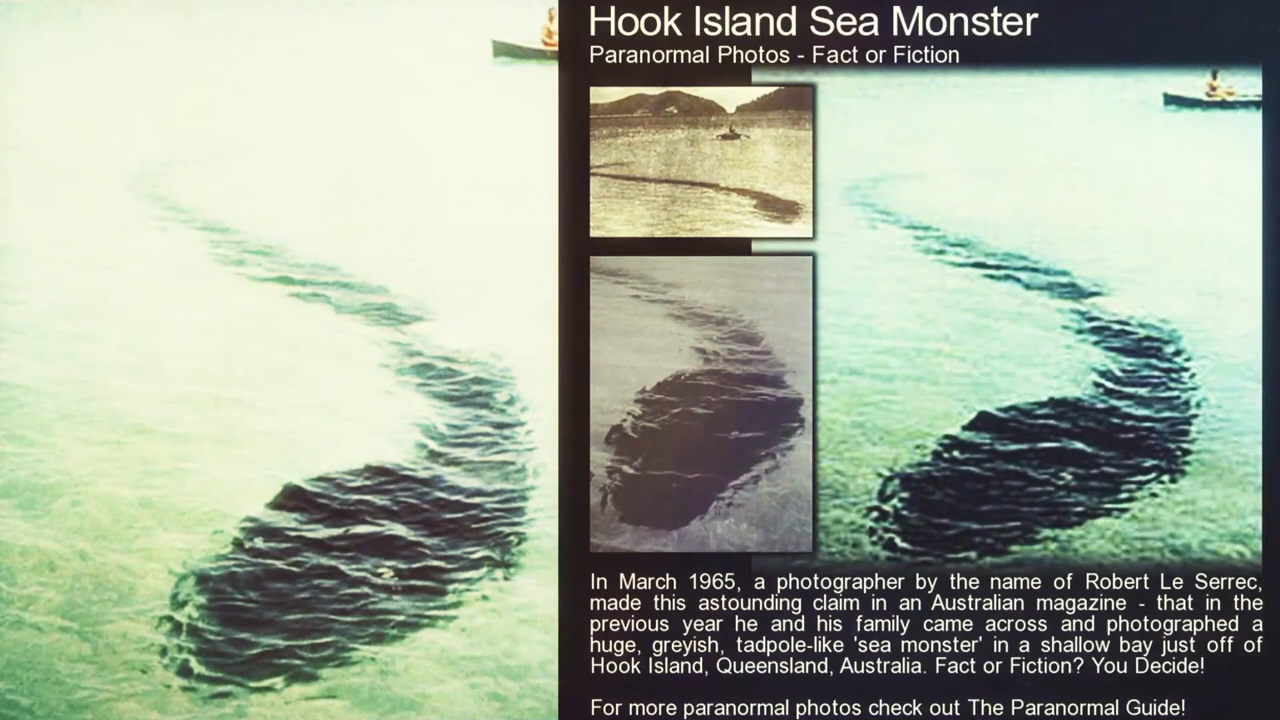 Hook Island Sea Monster
Paranormal Photos - Fact or Fiction
In March 1965, a photographer by the name of Robert Le Serrec,
made this astounding claim in an Australian magazine - that in the
previous year he and his family came across and photographed a
huge, greyish, tadpole-like 'sea monster' in a shallow bay just off of
Hook Island, Queensland, Australia. Fact or Fiction? You Decide!
For more paranormal photos check out The Paranormal Guide!